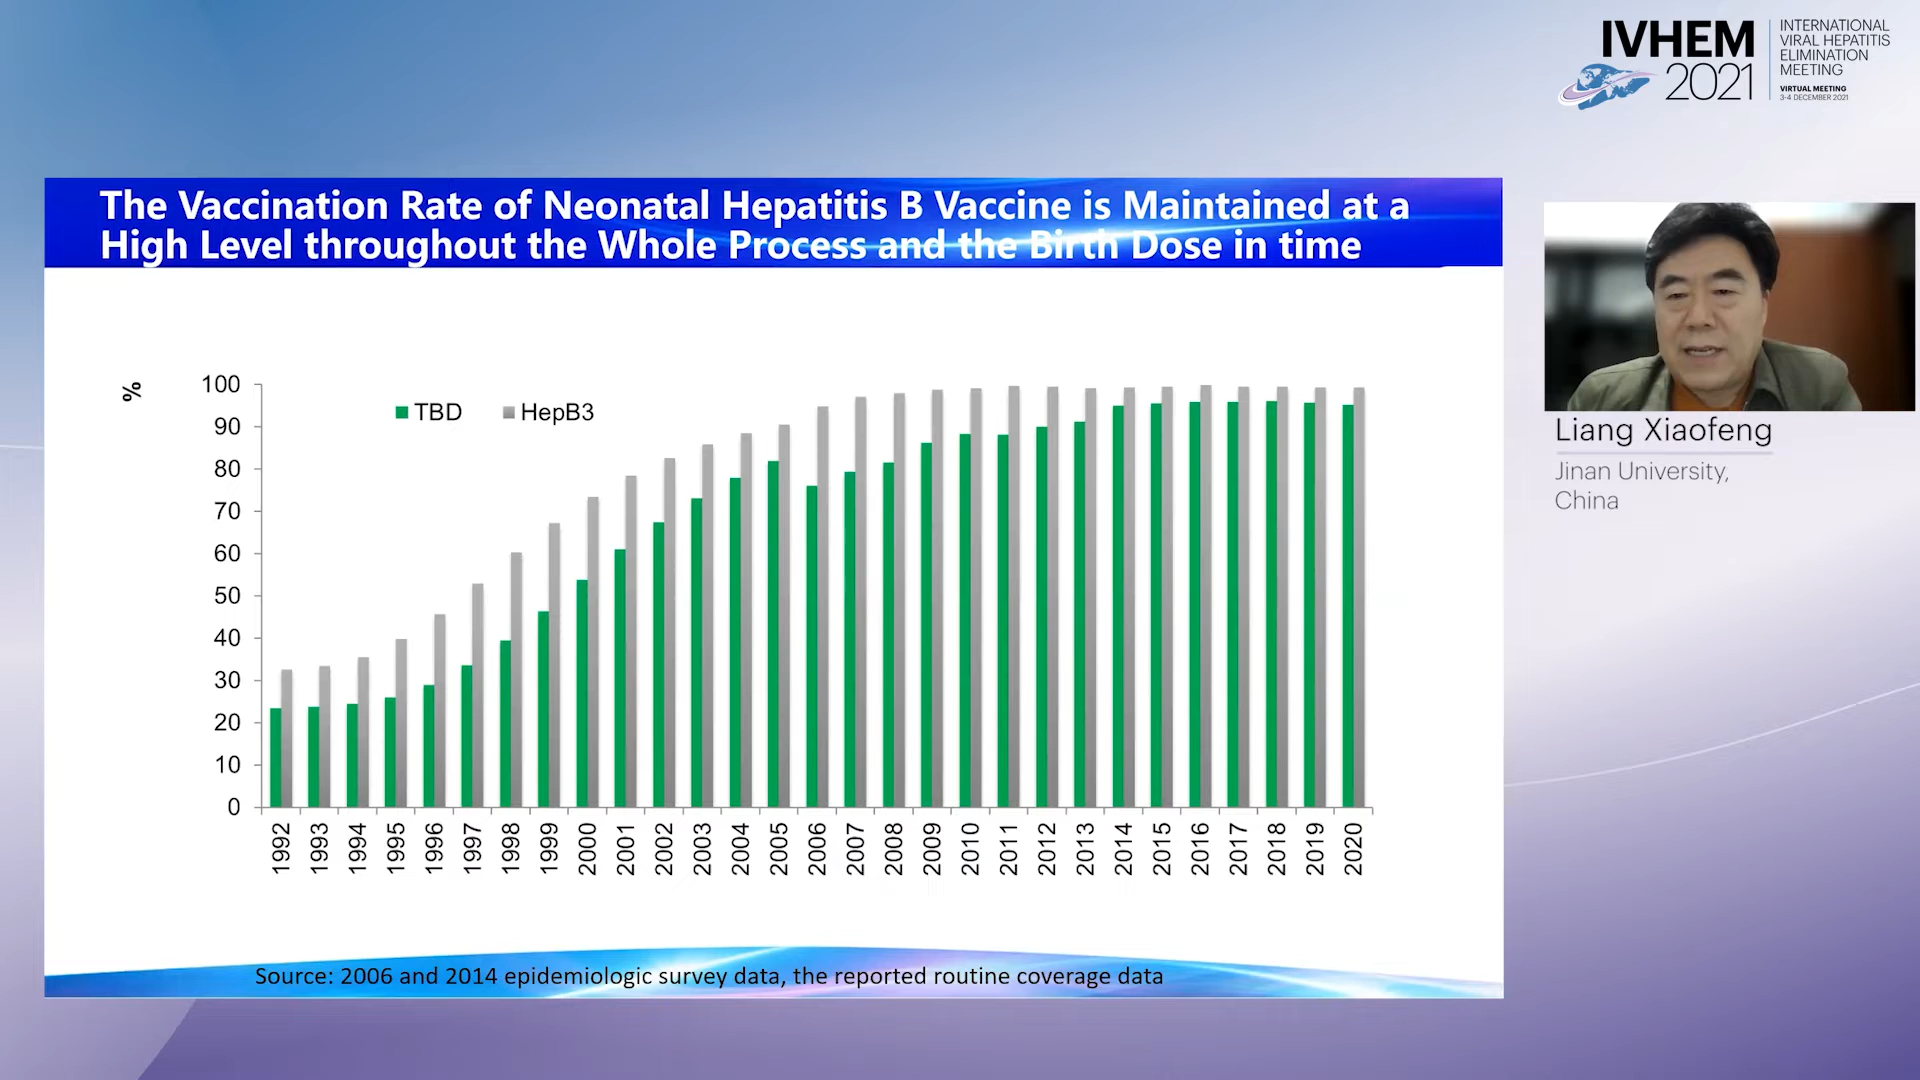 IVHEM
2021
INTERNATIONAL
VIRAL HEPATITIS
ELIMINATION
MEETING
VIRTUAL MEETING
3-4 DECEMBER 2021
The Vaccination Rate of Neonatal Hepatitis B Vaccine is Maintained at a
High Level throughout the Whole Process and the Birth Dose in time
%
TBD HepB3
100
90
80
70
60
50
40
30
20
10
0
1992 1993 1994 1995 1996 1997 1998 1999 2000 2001 2002 2003 2004 2005 2006 2007 2008 2009 2010 2011 2012 2013 2014 2015 2016 2017 2018 2019 2020
Source: 2006 and 2014 epidemiologic survey data, the reported routine coverage data
Liang Xiaofeng
Jinan University,
China